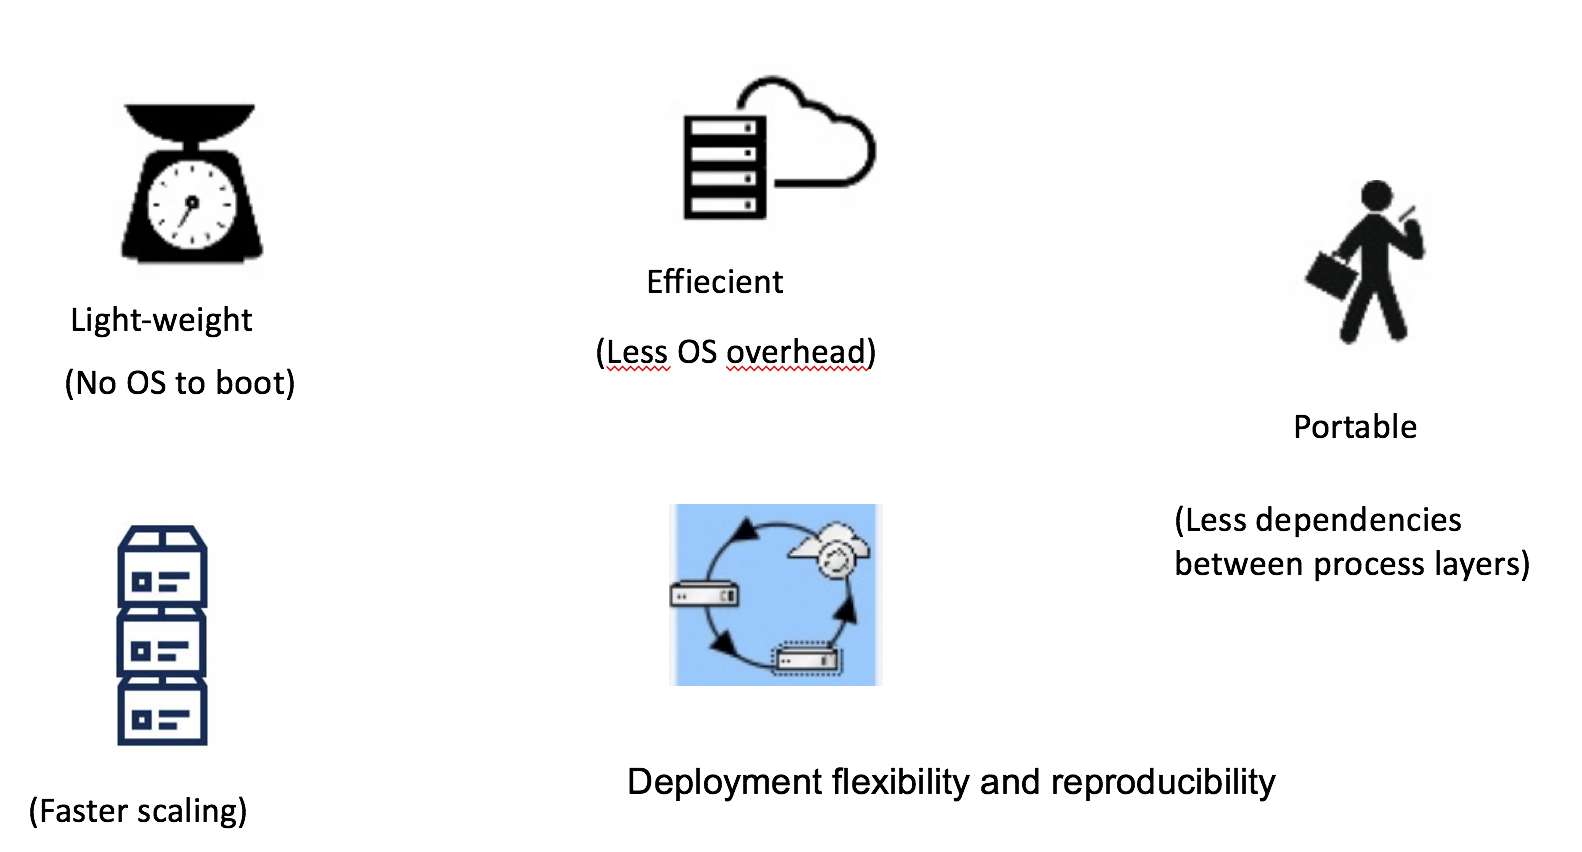 Light-weight
(No OS to boot)
Effiecient
(Less OS overhead)
Portable
(Less dependencies
between process layers)
(Faster scaling)
Deployment flexibility and reproducibility